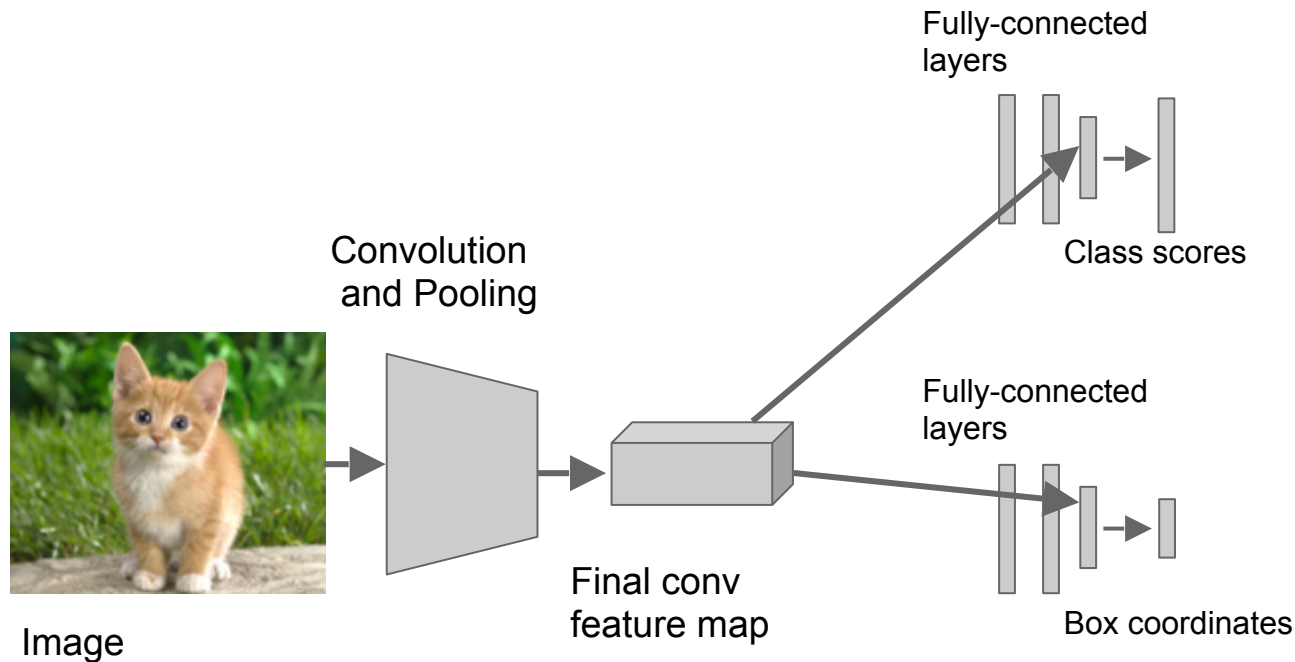 Fully-connected
layers
Class scores
Convolution
and Pooling
Fully-connected
layers
Final conv
feature map
Box coordinates
Image